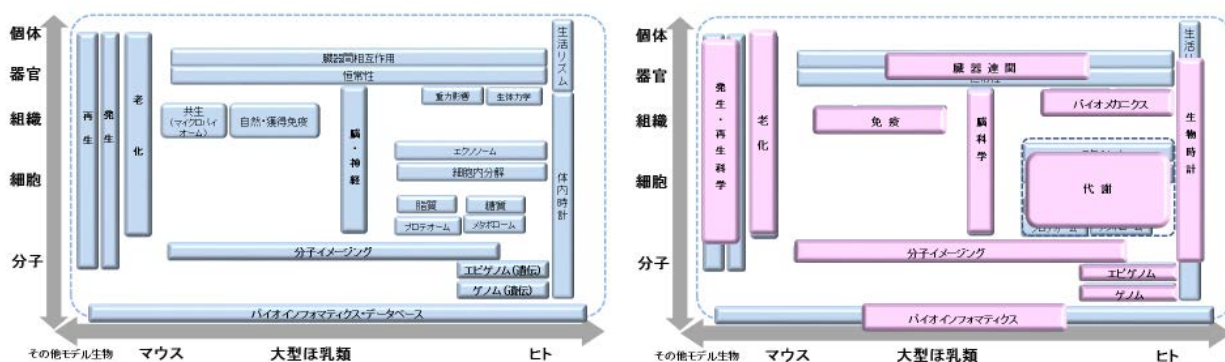 個体
器官
組織
細胞
分子
再生
発生
老化
臓器間相互作用
恒常性
共生
(マイクロバイ
オーム)
自然・獲得免疫
脳・神経
重力影響
生体力学
エクノソーム
細胞内分解
脂質
糖質
プロテオーム
メタボローム
分子イメージング
エピゲノム(遺伝)
ゲノム(遺伝)
バイオインフォマティクス・データベース
生活リズム
体内時計
その他モデル生物
マウス
大型ほ乳類
ヒト
個体
器官
組織
細胞
分子
発生・再生科学
老化
臓器連関
免疫
脳科学
バイオメカニクス
代謝
分子イメージング
エピゲノム
ゲノム
バイオインフォマティクス
生活
生物時計
その他モデル生物
マウス
大型ほ乳類
ヒト